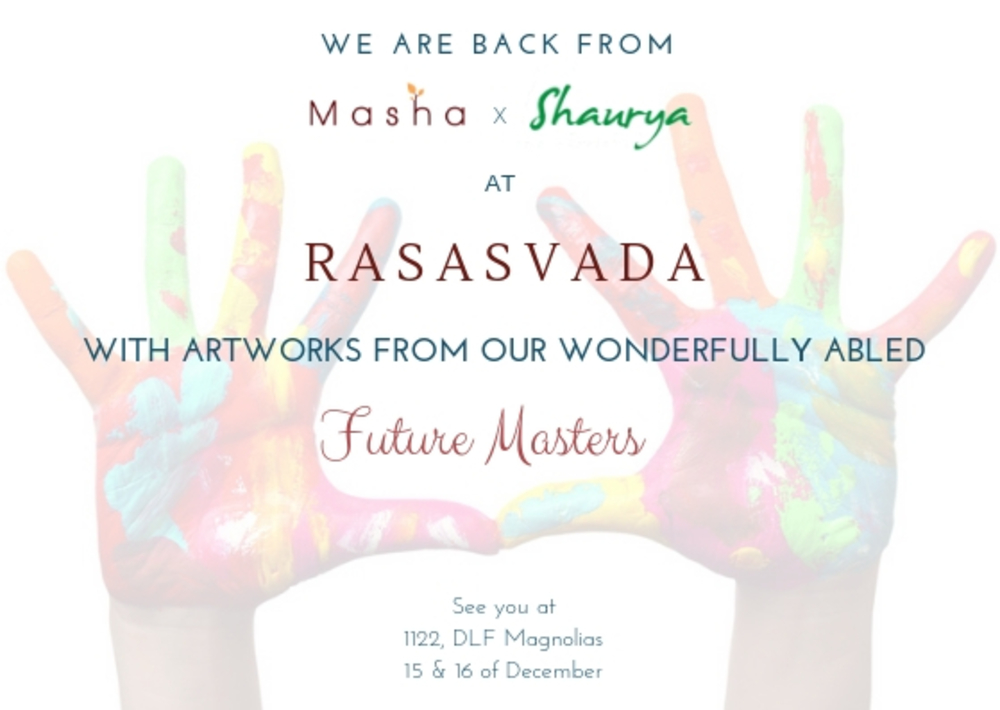 WE ARE BACK FROM
Masha x Shaurya
AT
RASASVADA
WITH ARTWORKS FROM OUR WONDERFULLY ABLED
Future Masters
See you at
1122, DLF Magnolias
15 & 16 of December